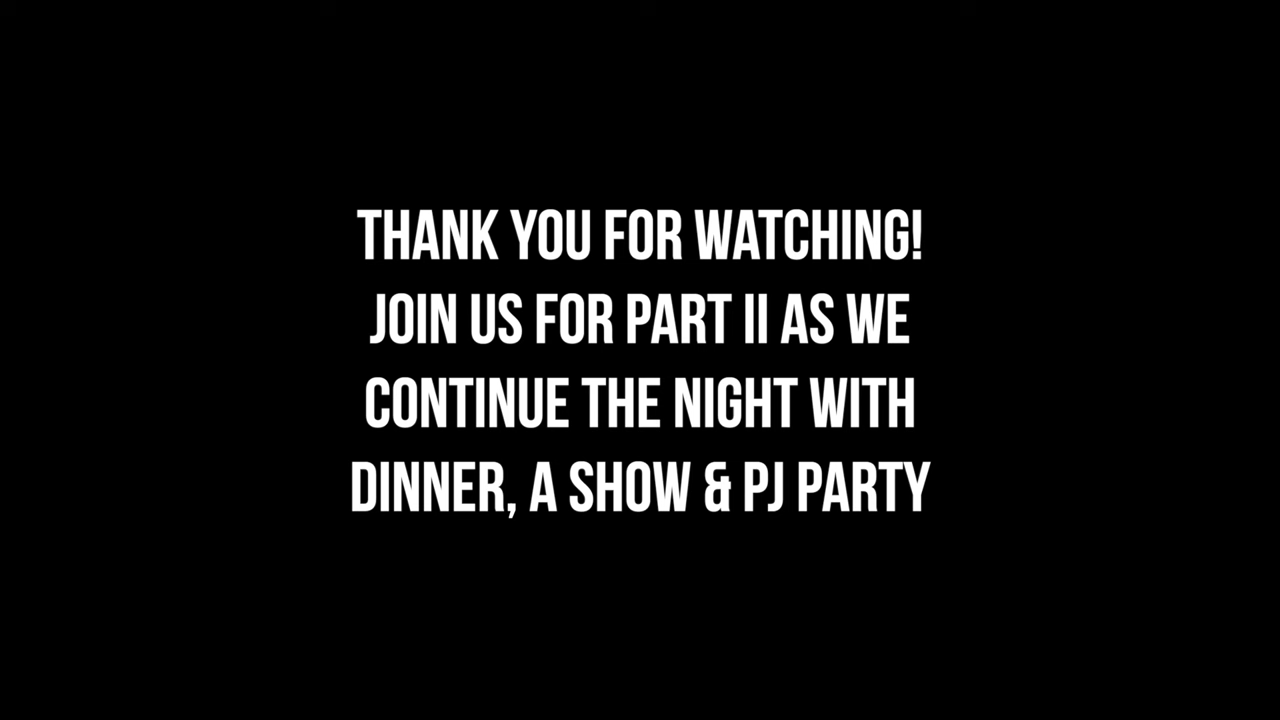 THANK YOU FOR WATCHING!
JOIN US FOR PART II AS WE
CONTINUE THE NIGHT WITH
DINNER, A SHOW & PJ PARTY